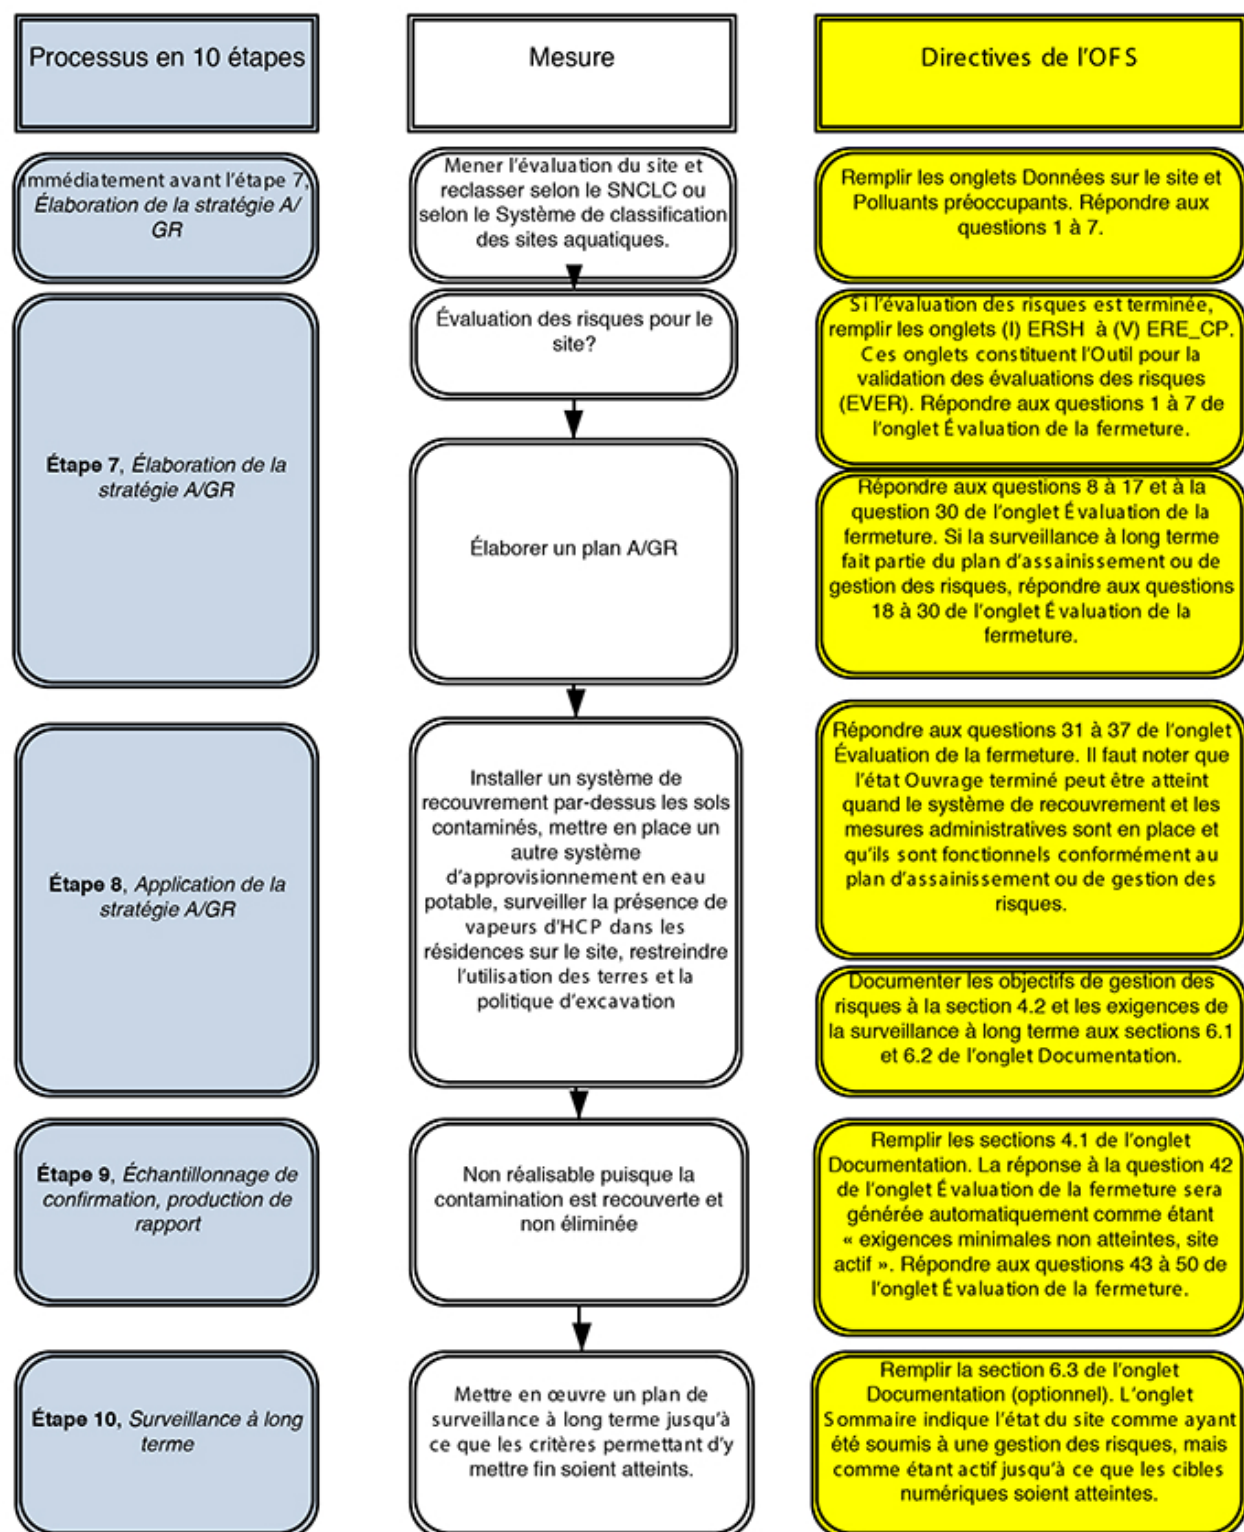 Processus en 10 étapes
Mesure
Directives de l'OFS
Immédiatement avant l'étape 7,
Élaboration de la stratégie A/
GR
Mener l'évaluation du site et
reclasser selon le SNCLC ou
selon le Système de classification
des sites aquatiques.
Remplir les onglets Données sur le site et
Polluants préoccupants. Répondre aux
questions 1 à 7.
Étape 7, Élaboration de la
stratégie A/GR
Évaluation des risques pour le
site?
Si l'évaluation des risques est terminée,
remplir les onglets (I) ERSH à (V) ERE_CP.
Ces onglets constituent l'Outil pour la
validation des évaluations des risques
(EVER). Répondre aux questions 1 à 7 de
l'onglet Évaluation de la fermeture.
Élaborer un plan A/GR
Répondre aux questions 8 à 17 et à la
question 30 de l'onglet Évaluation de la
fermeture. Si la surveillance à long terme
fait partie du plan d'assainissement ou de
gestion des risques, répondre aux questions
18 à 30 de l'onglet Évaluation de la
fermeture.
Étape 8, Application de la
stratégie A/GR
Installer un système de
recouvrement par-dessus les sols
contaminés, mettre en place un
autre système
d'approvisionnement en eau
potable, surveiller la présence de
vapeurs d'HCP dans les
résidences sur le site, restreindre
l'utilisation des terres et la
politique d'excavation
Répondre aux questions 31 à 37 de l'onglet
Évaluation de la fermeture. Il faut noter que
l'état Ouvrage terminé peut être atteint
quand le système de recouvrement et les
mesures administratives sont en place et
qu'ils sont fonctionnels conformément au
plan d'assainissement ou de gestion des
risques.
Documenter les objectifs de gestion des
risques à la section 4.2 et les exigences de
la surveillance à long terme aux sections 6.1
et 6.2 de l'onglet Documentation.
Étape 9, Échantillonnage de
confirmation, production de
rapport
Non réalisable puisque la
contamination est recouverte et
non éliminée
Remplir les sections 4.1 de l'onglet
Documentation. La réponse à la question 42
de l'onglet Évaluation de la fermeture sera
générée automatiquement comme étant
« exigences minimales non atteintes, site
actif ». Répondre aux questions 43 à 50 de
l'onglet Évaluation de la fermeture.
Étape 10, Surveillance à long
terme
Mettre en œuvre un plan de
surveillance à long terme jusqu'à
ce que les critères permettant d'y
mettre fin soient atteints.
Remplir la section 6.3 de l'onglet
Documentation (optionnel). L'onglet
Sommaire indique l'état du site comme ayant
été soumis à une gestion des risques, mais
comme étant actif jusqu'à ce que les cibles
numériques soient atteintes.